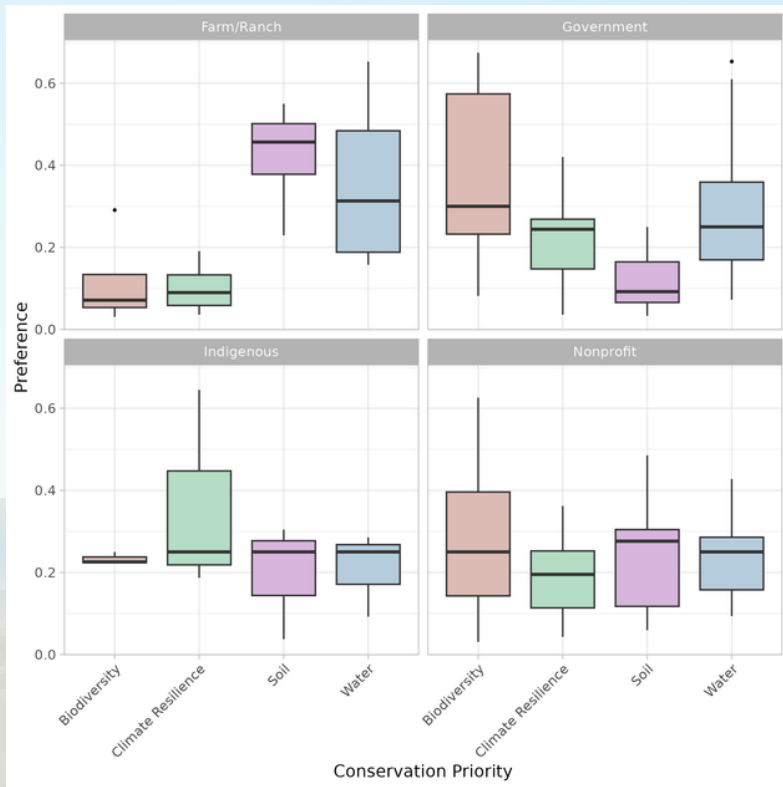 Farm/Ranch
Government
0.6
0.4
0.2
0.0
Indigenous
Nonprofit
0.6
0.4
0.2
0.0
Preference
Biodiversity
Climate Resilience
Soil
Water
Biodiversity
Climate Resilience
Soil
Water
Conservation Priority